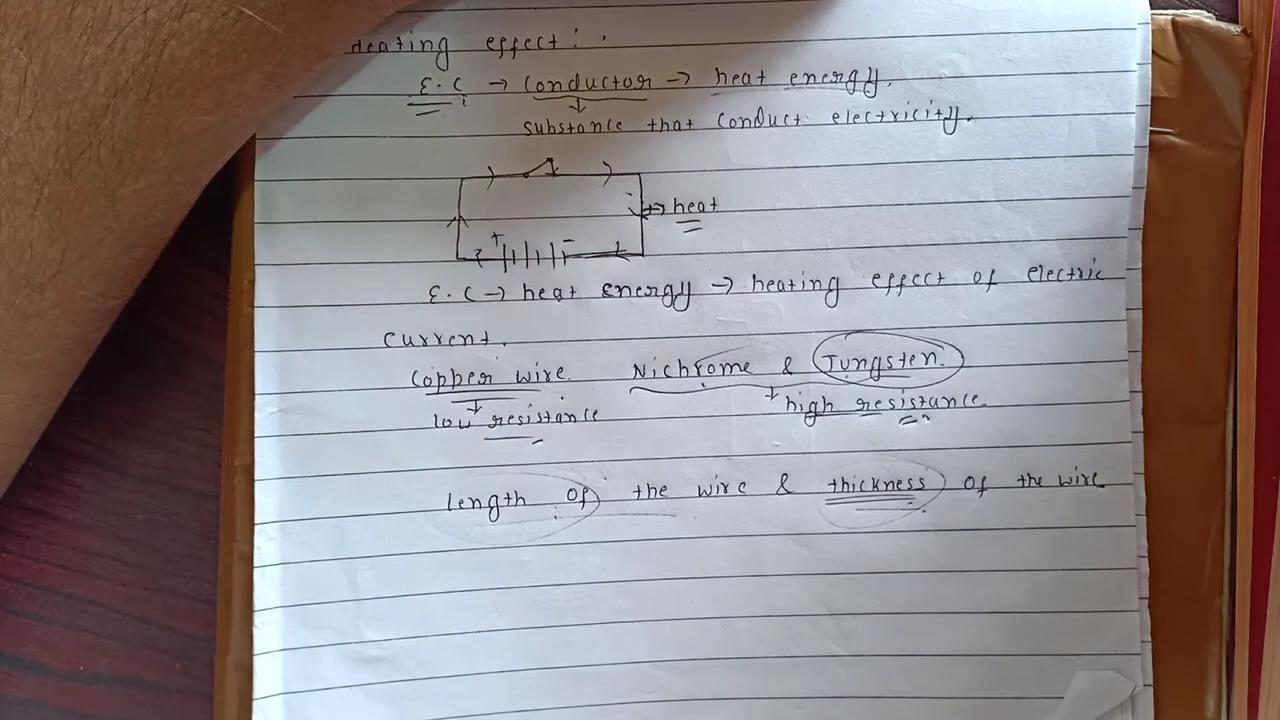 Heating effect:
E.C → conductor → heat energy.
↓
substance that conduct electricity.
→ heat
+ −
E.C → heat energy → heating effect of electric
current.
Copper wire. Nichrome & Tungsten.
low resistance high resistance.
length of the wire & thickness of the wire